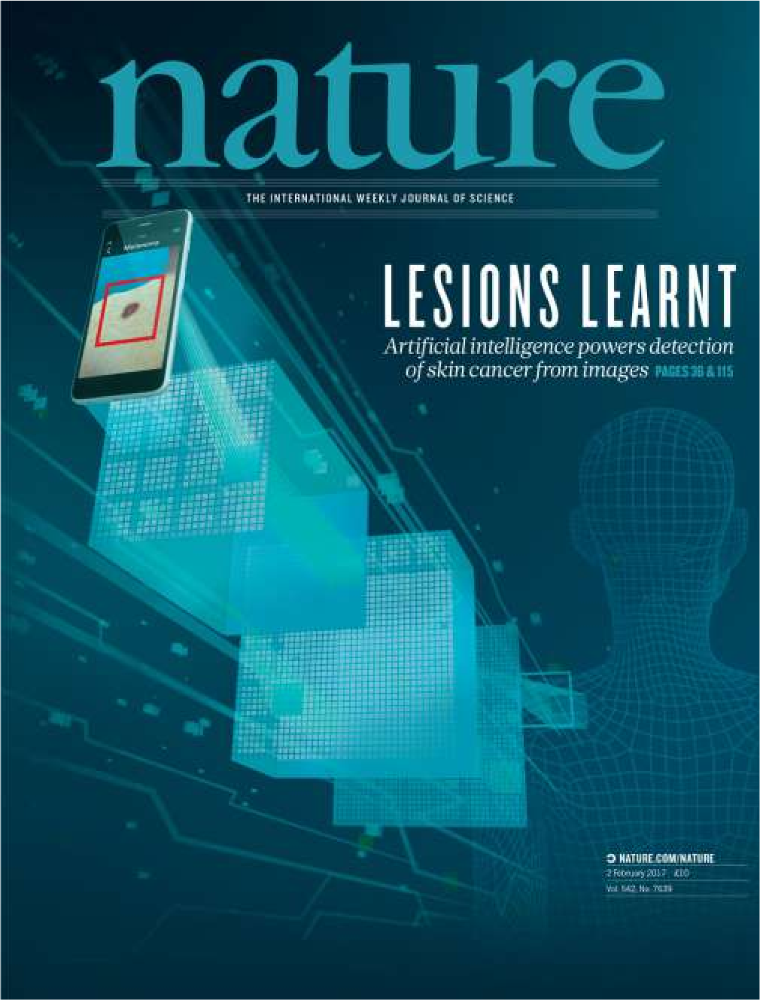 nature
THE INTERNATIONAL WEEKLY JOURNAL OF SCIENCE
Melanoma
LESIONS LEARNT
Artificial intelligence powers detection
of skin cancer from images PAGES 36 & 115
NATURE.COM/NATURE
2 February 2017 £10
Vol. 542, No. 7639